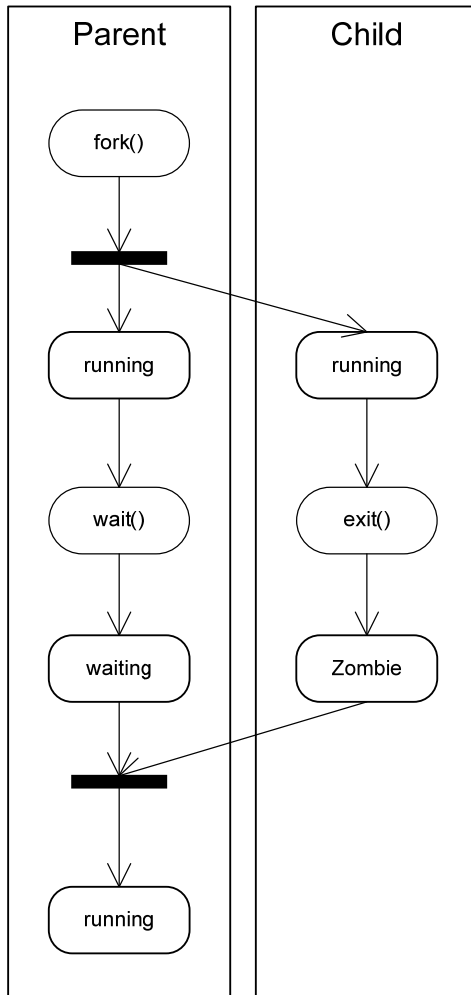 Parent
Child
fork()
running
running
wait()
exit()
waiting
Zombie
running